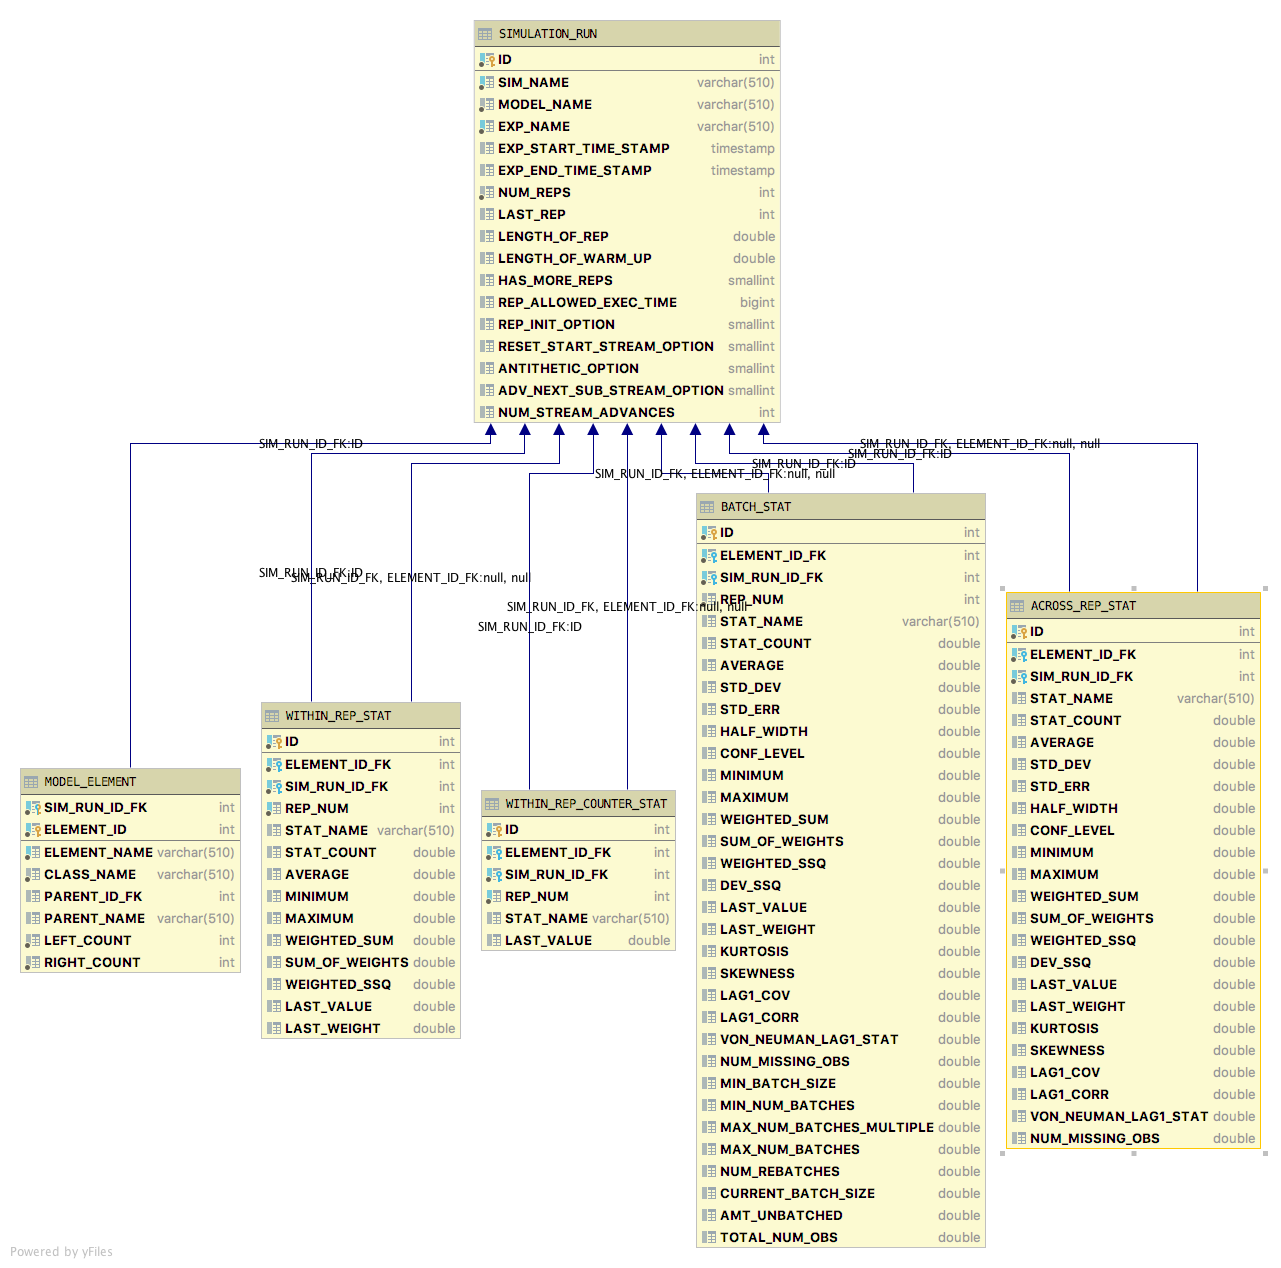 SIMULATION_RUN
ID int
SIM_NAME varchar(510)
MODEL_NAME varchar(510)
EXP_NAME varchar(510)
EXP_START_TIME_STAMP timestamp
EXP_END_TIME_STAMP timestamp
NUM_REPS int
LAST_REP int
LENGTH_OF_REP double
LENGTH_OF_WARM_UP double
HAS_MORE_REPS smallint
REP_ALLOWED_EXEC_TIME bigint
REP_INIT_OPTION smallint
RESET_START_STREAM_OPTION smallint
ANTITHETIC_OPTION smallint
ADV_NEXT_SUB_STREAM_OPTION smallint
NUM_STREAM_ADVANCES int
SIM_RUN_ID_FK:ID
SIM_RUN_ID_FK, ELEMENT_ID_FK:null, null
SIM_RUN_ID_FK:ID
SIM_RUN_ID_FK:ID
SIM_RUN_ID_FK, ELEMENT_ID_FK:null, null
SIM_RUN_ID_FK:ID
SIM_RUN_ID_FK, ELEMENT_ID_FK:null, null
SIM_RUN_ID_FK, ELEMENT_ID_FK:null, null
SIM_RUN_ID_FK:ID
MODEL_ELEMENT
SIM_RUN_ID_FK int
ELEMENT_ID int
ELEMENT_NAME varchar(510)
CLASS_NAME varchar(510)
PARENT_ID_FK int
PARENT_NAME varchar(510)
LEFT_COUNT int
RIGHT_COUNT int
WITHIN_REP_STAT
ID int
ELEMENT_ID_FK int
SIM_RUN_ID_FK int
REP_NUM int
STAT_NAME varchar(510)
STAT_COUNT double
AVERAGE double
MINIMUM double
MAXIMUM double
WEIGHTED_SUM double
SUM_OF_WEIGHTS double
WEIGHTED_SSQ double
LAST_VALUE double
LAST_WEIGHT double
WITHIN_REP_COUNTER_STAT
ID int
ELEMENT_ID_FK int
SIM_RUN_ID_FK int
REP_NUM int
STAT_NAME varchar(510)
LAST_VALUE double
BATCH_STAT
ID int
ELEMENT_ID_FK int
SIM_RUN_ID_FK int
REP_NUM int
STAT_NAME varchar(510)
STAT_COUNT double
AVERAGE double
STD_DEV double
STD_ERR double
HALF_WIDTH double
CONF_LEVEL double
MINIMUM double
MAXIMUM double
WEIGHTED_SUM double
SUM_OF_WEIGHTS double
WEIGHTED_SSQ double
DEV_SSQ double
LAST_VALUE double
LAST_WEIGHT double
KURTOSIS double
SKEWNESS double
LAG1_COV double
LAG1_CORR double
VON_NEUMAN_LAG1_STAT double
NUM_MISSING_OBS double
MIN_BATCH_SIZE double
MIN_NUM_BATCHES double
MAX_NUM_BATCHES_MULTIPLE double
MAX_NUM_BATCHES double
NUM_REBATCHES double
CURRENT_BATCH_SIZE double
AMT_UNBATCHED double
TOTAL_NUM_OBS double
ACROSS_REP_STAT
ID int
ELEMENT_ID_FK int
SIM_RUN_ID_FK int
STAT_NAME varchar(510)
STAT_COUNT double
AVERAGE double
STD_DEV double
STD_ERR double
HALF_WIDTH double
CONF_LEVEL double
MINIMUM double
MAXIMUM double
WEIGHTED_SUM double
SUM_OF_WEIGHTS double
WEIGHTED_SSQ double
DEV_SSQ double
LAST_VALUE double
LAST_WEIGHT double
KURTOSIS double
SKEWNESS double
LAG1_COV double
LAG1_CORR double
VON_NEUMAN_LAG1_STAT double
NUM_MISSING_OBS double
Powered by yFiles